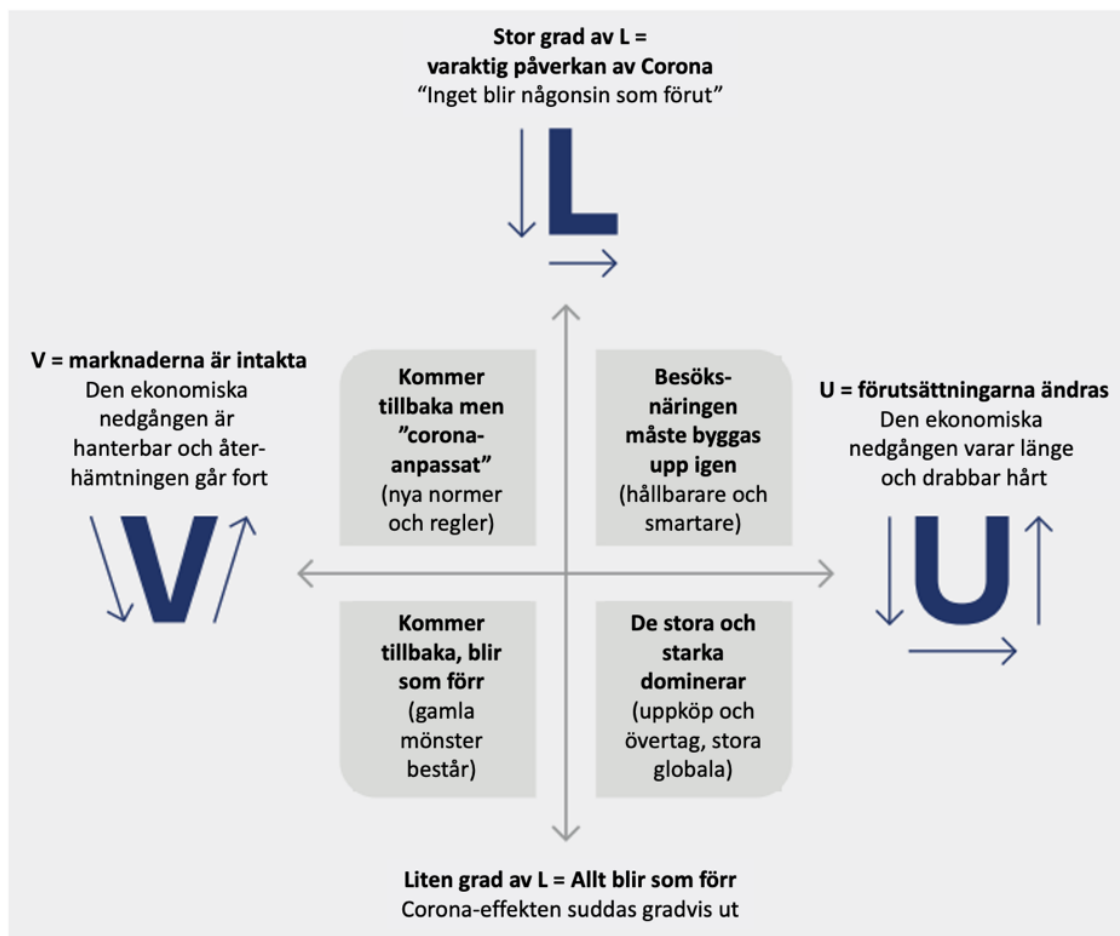 Stor grad av L =
varaktig påverkan av Corona
“Inget blir någonsin som förut”
L
V = marknaderna är intakta
Den ekonomiska
nedgången är
hanterbar och åter-
hämtningen går fort
V
Kommer
tillbaka men
”corona-
anpassat”
(nya normer
och regler)
Besöks-
näringen
måste byggas
upp igen
(hållbarare och
smartare)
U = förutsättningarna ändras
Den ekonomiska
nedgången varar länge
och drabbar hårt
U
Kommer
tillbaka, blir
som förr
(gamla
mönster
består)
De stora och
starka
dominerar
(uppköp och
övertag, stora
globala)
Liten grad av L = Allt blir som förr
Corona-effekten suddas gradvis ut